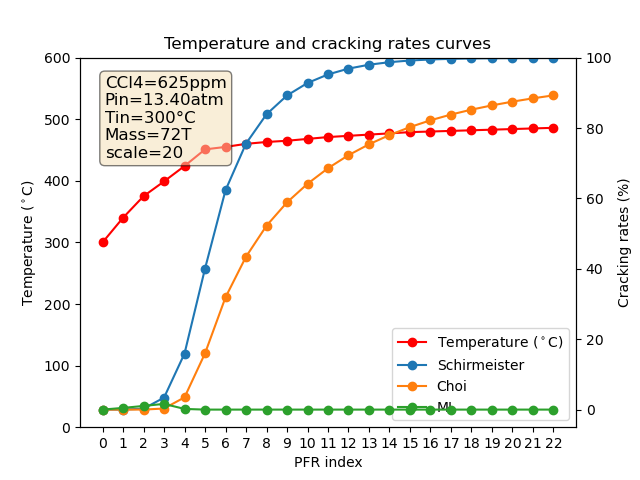 Temperature and cracking rates curves
CCl4=625ppm
Pin=13.40atm
Tin=300°C
Mass=72T
scale=20
Temperature (°C)
600
500
400
300
200
100
0
Cracking rates (%)
100
80
60
40
20
0
Temperature (°C)
Schirmeister
Choi
ML
0 1 2 3 4 5 6 7 8 9 10 11 12 13 14 15 16 17 18 19 20 21 22
PFR index